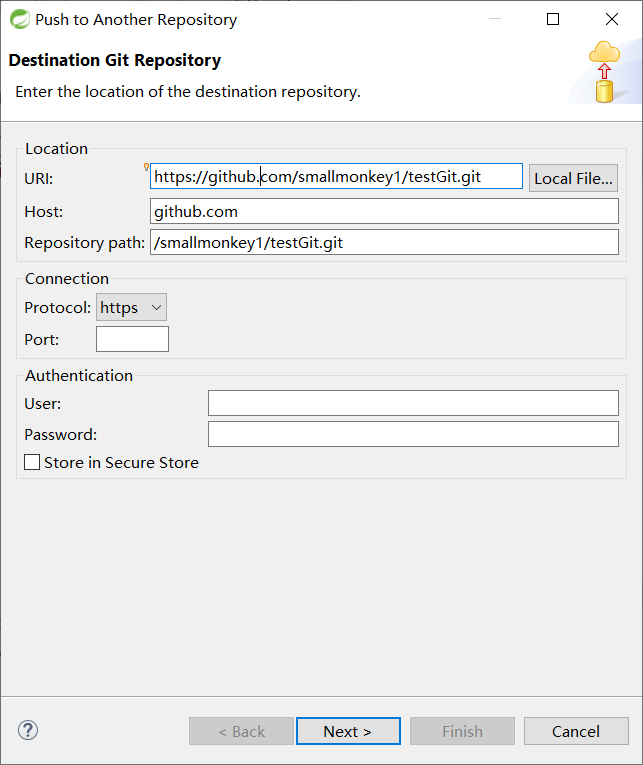 Push to Another Repository
Destination Git Repository
Enter the location of the destination repository.
Location
URI: https://github.com/smallmonkey1/testGit.git Local File...
Host: github.com
Repository path: /smallmonkey1/testGit.git
Connection
Protocol: https
Port:
Authentication
User:
Password:
Store in Secure Store
? < Back Next > Finish Cancel